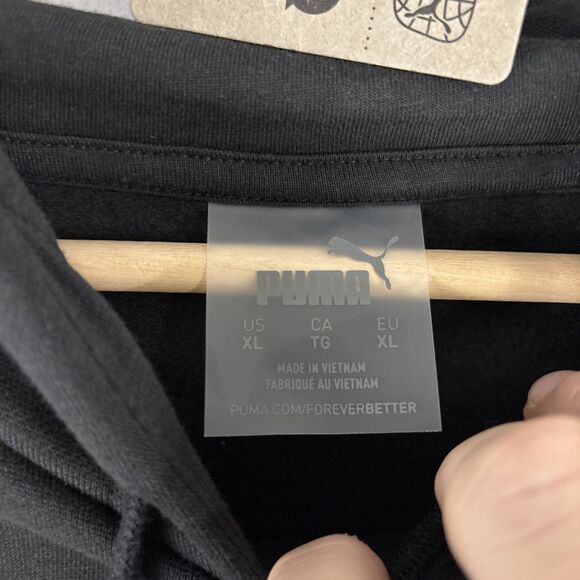 PUMA
US CA EU
XL TG XL
MADE IN VIETNAM
FABRIQUÉ AU VIETNAM
PUMA.COM/FOREVERBETTER